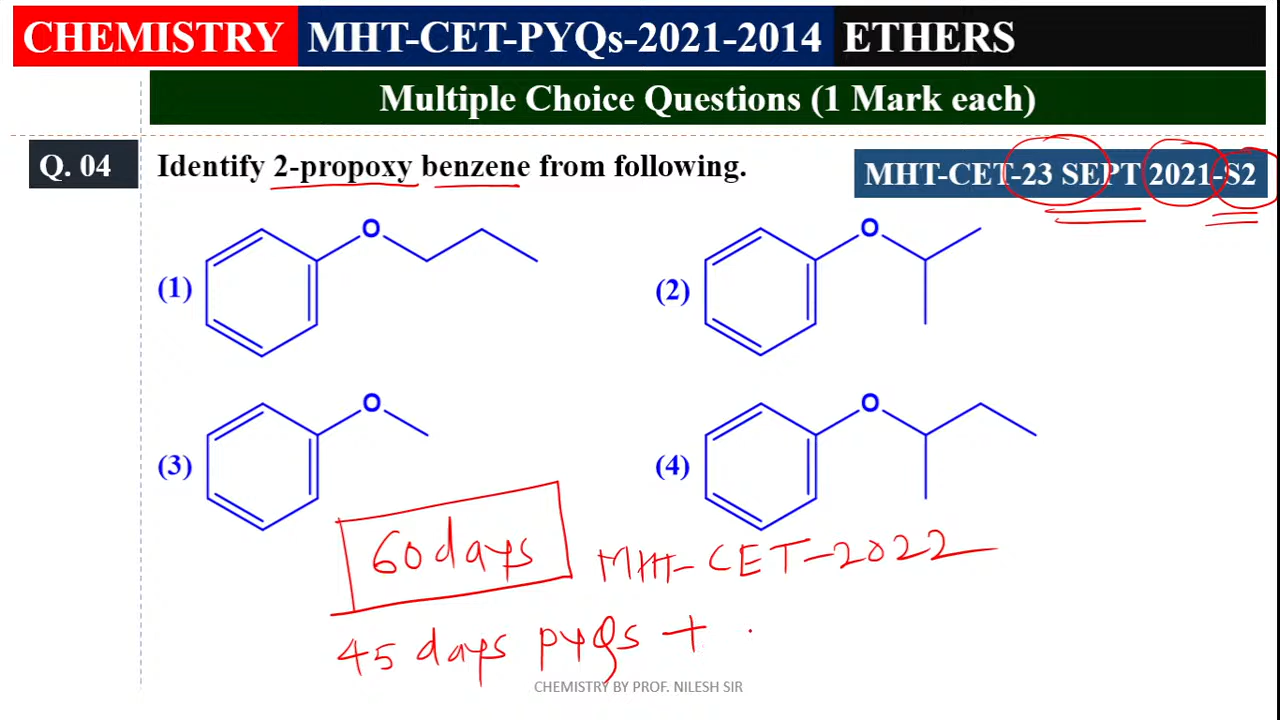 CHEMISTRY MHT-CET-PYQs-2021-2014 ETHERS
Multiple Choice Questions (1 Mark each)
Q. 04 Identify 2-propoxy benzene from following. MHT-CET-23 SEPT 2021-S2
(1) O
(2) O
(3) O
(4) O
60 days MHT-CET-2022
45 days PYQs +
CHEMISTRY BY PROF. NILESH SIR